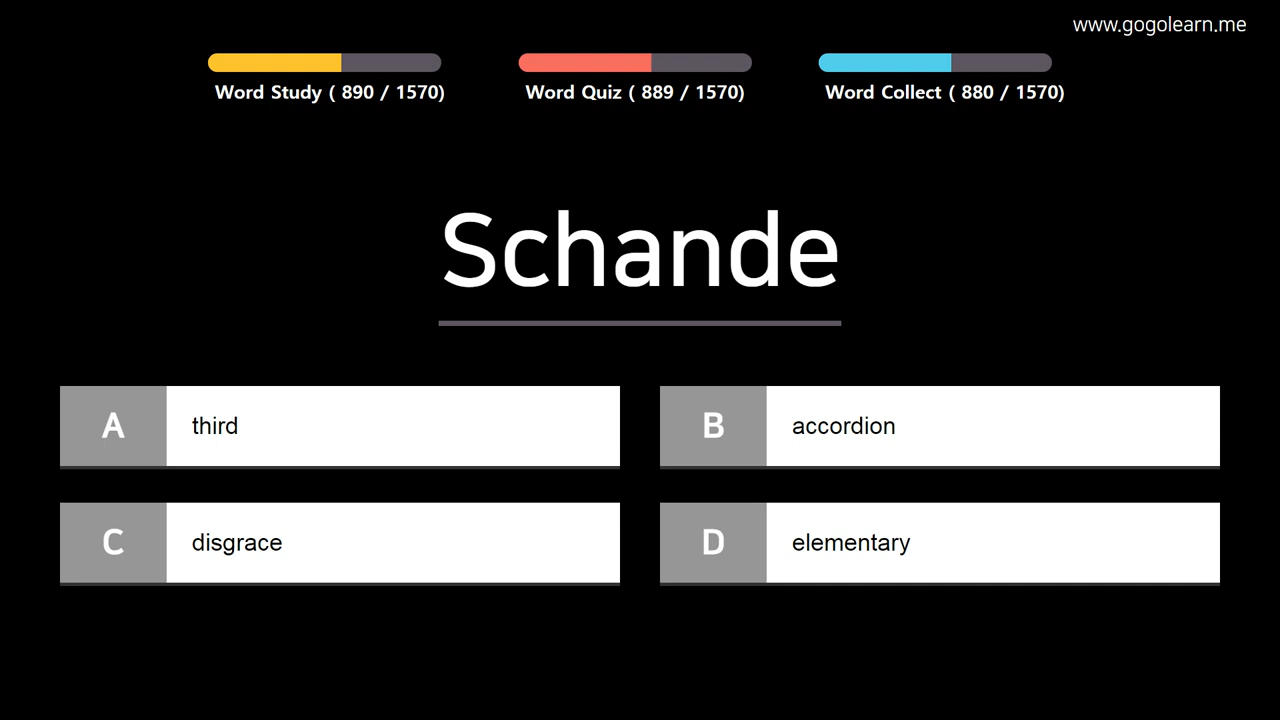 www.gogolearn.me
Word Study ( 890 / 1570)
Word Quiz ( 889 / 1570)
Word Collect ( 880 / 1570)
Schande
A third
B accordion
C disgrace
D elementary